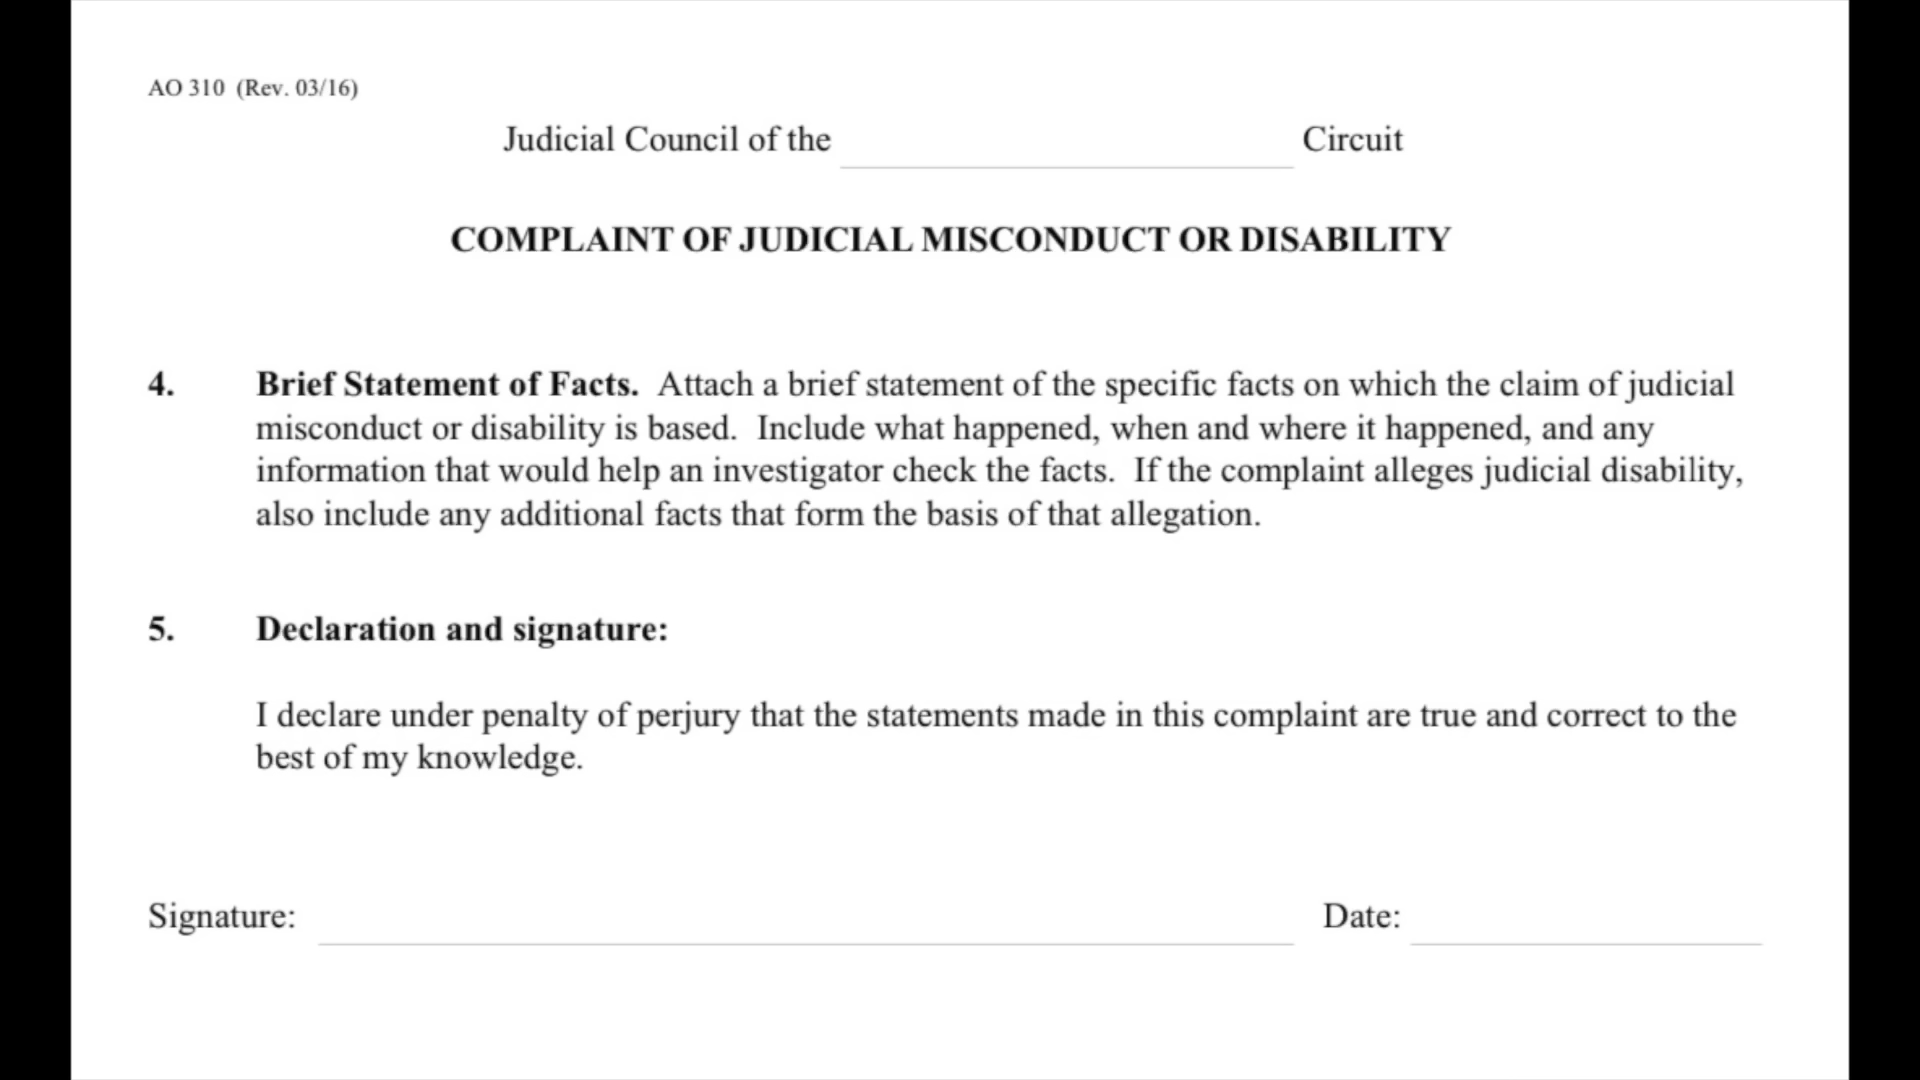 AO 310 (Rev. 03/16)
Judicial Council of the Circuit
COMPLAINT OF JUDICIAL MISCONDUCT OR DISABILITY
4. Brief Statement of Facts. Attach a brief statement of the specific facts on which the claim of judicial
misconduct or disability is based. Include what happened, when and where it happened, and any
information that would help an investigator check the facts. If the complaint alleges judicial disability,
also include any additional facts that form the basis of that allegation.
5. Declaration and signature:
I declare under penalty of perjury that the statements made in this complaint are true and correct to the
best of my knowledge.
Signature: Date: